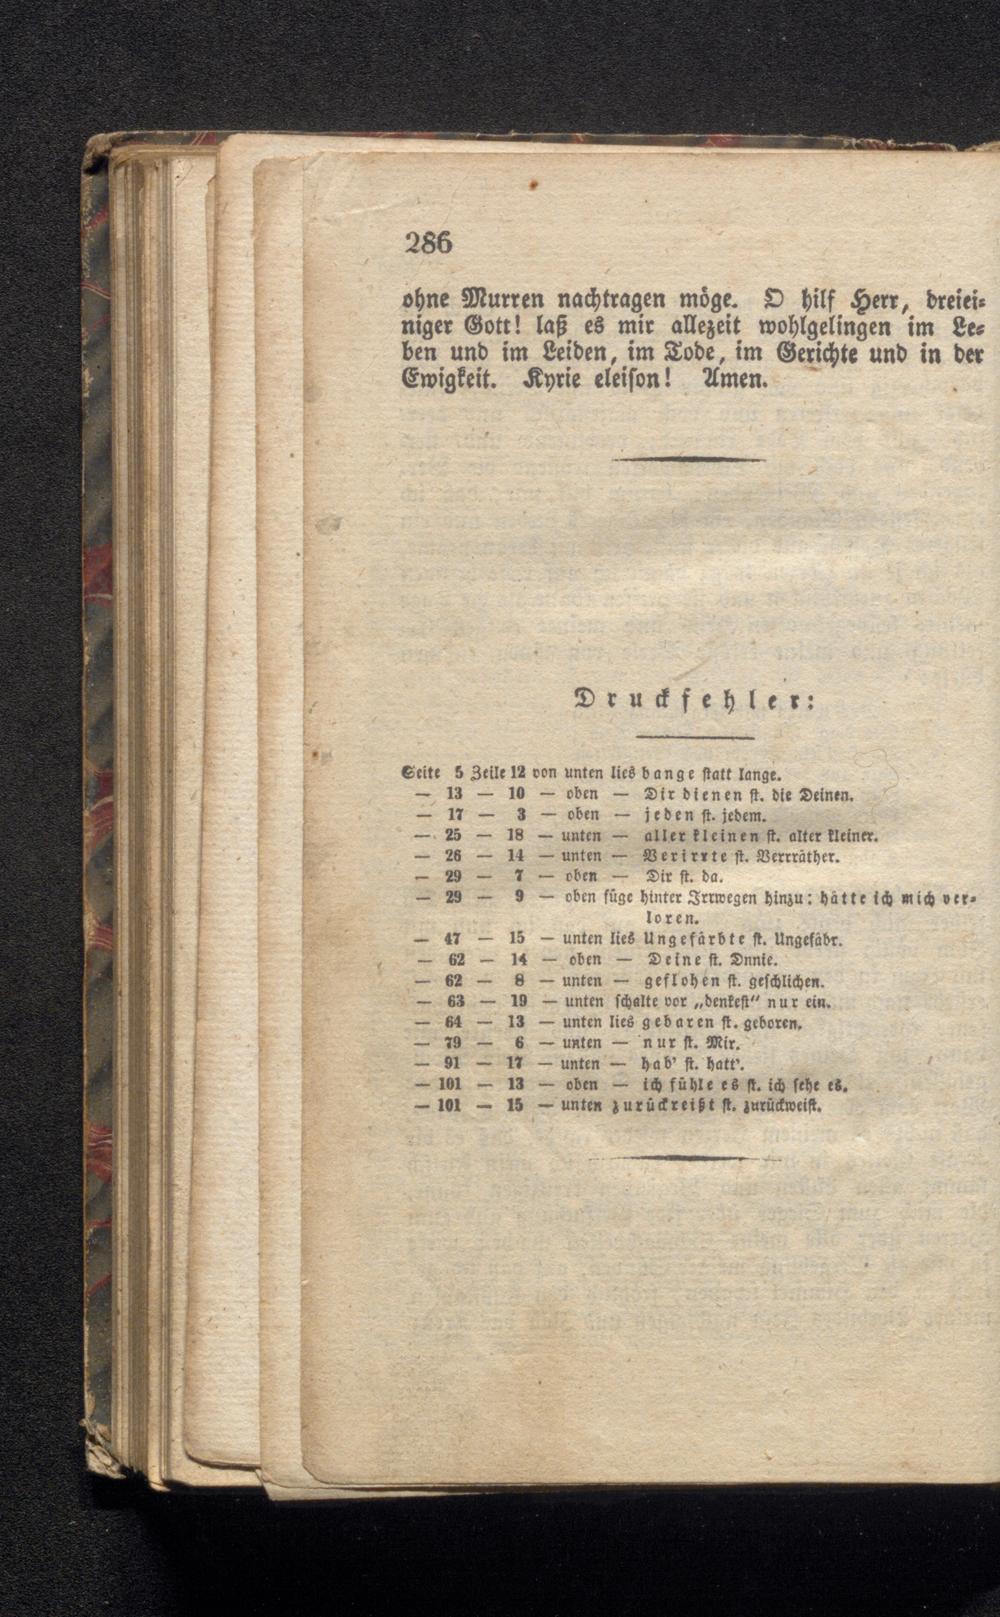 286
ohne Murren nachtragen möge. O hilf Herr, dreiei-
niger Gott! laß es mir allezeit wohlgelingen im Le-
ben und im Leiden, im Tode, im Gerichte und in der
Ewigkeit. Kyrie eleison! Amen.
Druckfehler:
Seite 5 Zeile 12 von unten lies bange statt lange.
— 13 — 10 — oben — Dir dienen st. die Deinen.
— 17 — 3 — oben — jeden st. jedem.
— 25 — 18 — unten — aller kleinen st. alter kleiner.
— 26 — 14 — unten — Verirrte st. Verrräther.
— 29 — 7 — oben — Dir st. da.
— 29 — 9 — oben füge hinter Irrwegen hinzu: hätte ich mich ver-
loren.
— 47 — 15 — unten lies Ungefärbte st. Ungefähr.
— 62 — 14 — oben — Deine st. Dnnie.
— 62 — 8 — unten — geflohen st. geschlichen.
— 63 — 19 — unten schalte vor „denkest" nur ein.
— 64 — 13 — unten lies gebaren st. geboren.
— 79 — 6 — unten — nur st. Mir.
— 91 — 17 — unten — hab' st. hatt'.
— 101 — 13 — oben — ich fühle es st. ich sehe es.
— 101 — 15 — unten zurückreißt st. zurückweist.